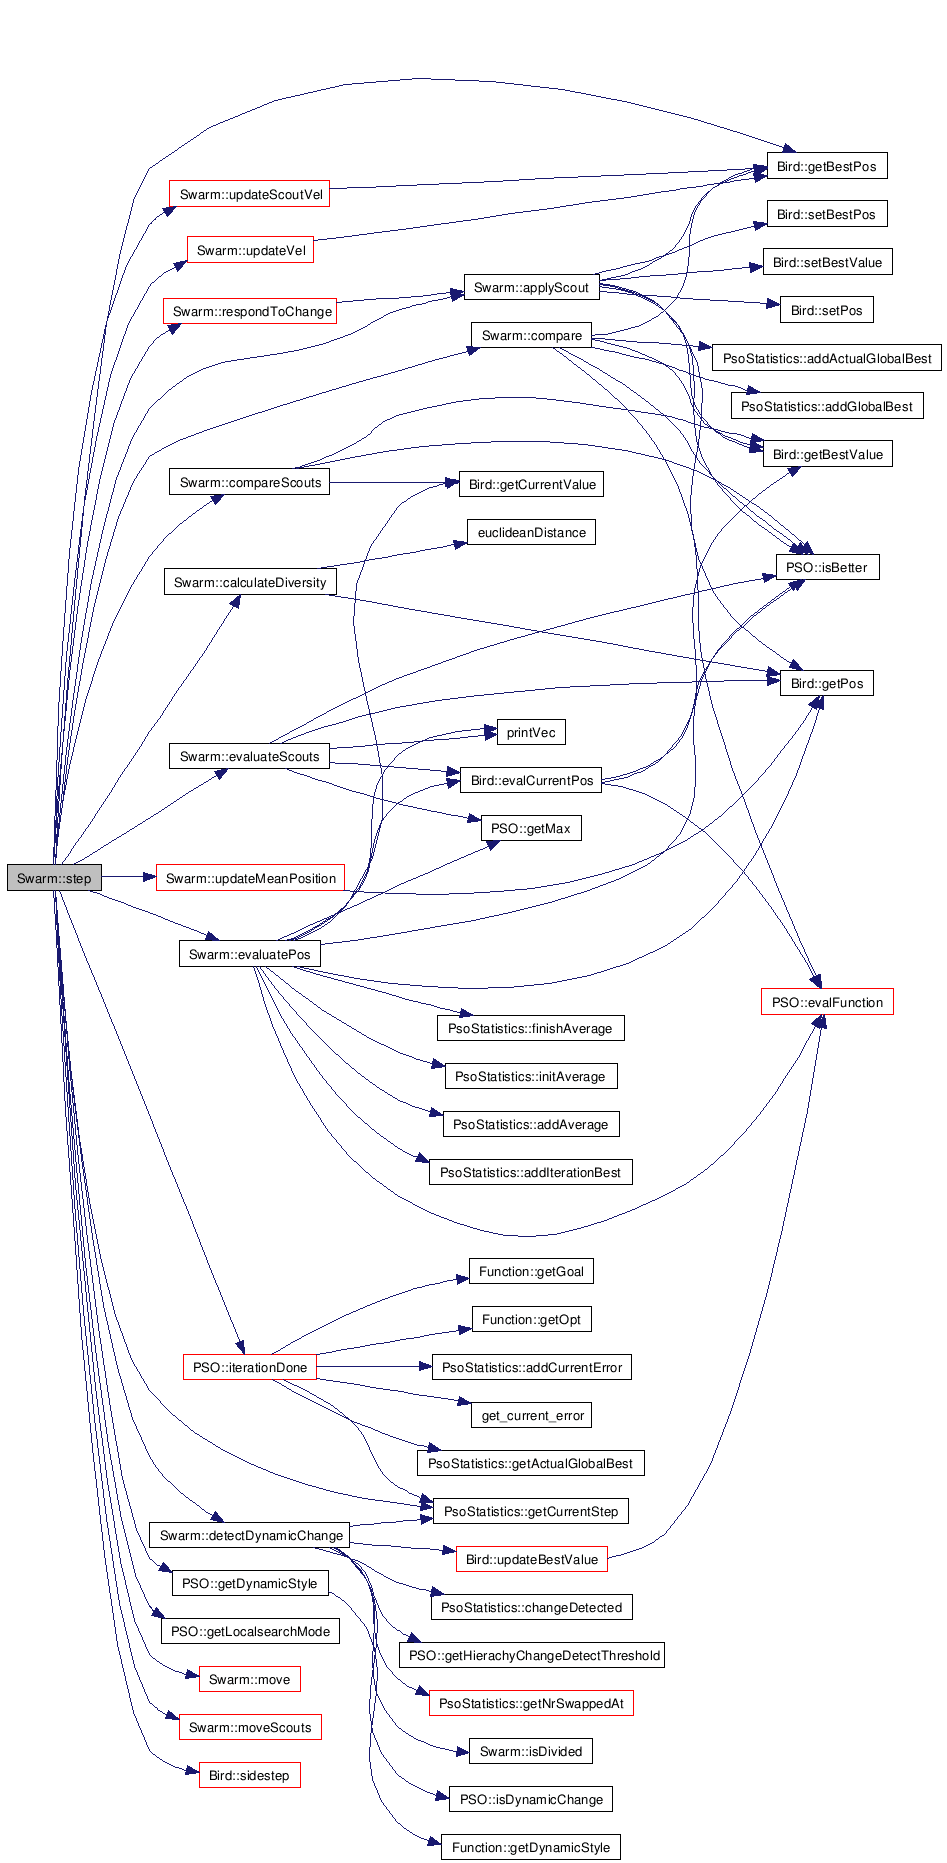 Bird::getBestPos
Swarm::updateScoutVel
Bird::setBestPos
Swarm::updateVel
Bird::setBestValue
Swarm::applyScout
Swarm::respondToChange
Bird::setPos
Swarm::compare
PsoStatistics::addActualGlobalBest
PsoStatistics::addGlobalBest
Bird::getBestValue
Swarm::compareScouts
Bird::getCurrentValue
euclideanDistance
PSO::isBetter
Swarm::calculateDiversity
Bird::getPos
printVec
Swarm::evaluateScouts
Bird::evalCurrentPos
PSO::getMax
Swarm::step
Swarm::updateMeanPosition
Swarm::evaluatePos
PSO::evalFunction
PsoStatistics::finishAverage
PsoStatistics::initAverage
PsoStatistics::addAverage
PsoStatistics::addIterationBest
Function::getGoal
Function::getOpt
PSO::iterationDone
PsoStatistics::addCurrentError
get_current_error
PsoStatistics::getActualGlobalBest
PsoStatistics::getCurrentStep
Swarm::detectDynamicChange
Bird::updateBestValue
PSO::getDynamicStyle
PsoStatistics::changeDetected
PSO::getLocalsearchMode
PSO::getHierachyChangeDetectThreshold
Swarm::move
PsoStatistics::getNrSwappedAt
Swarm::moveScouts
Swarm::isDivided
Bird::sidestep
PSO::isDynamicChange
Function::getDynamicStyle